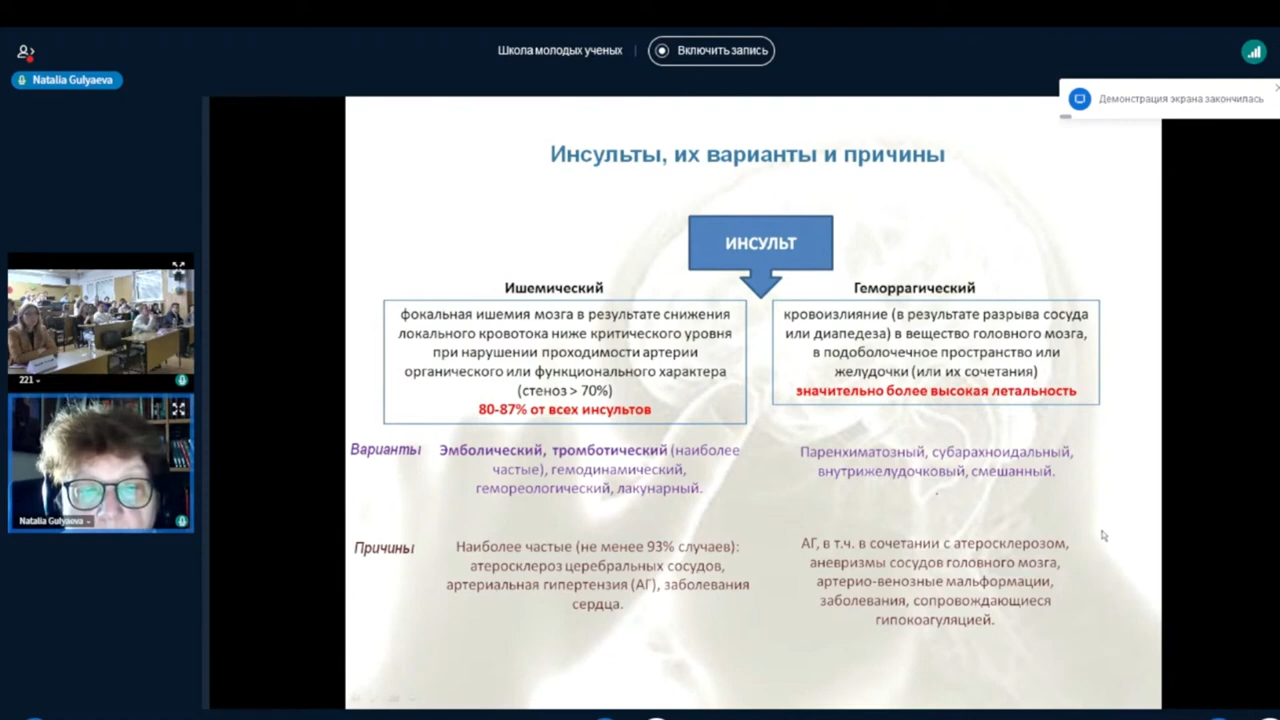 Школа молодых ученых
Включить запись
Natalia Gulyaeva
Демонстрация экрана закончилась
Инсульты, их варианты и причины
ИНСУЛЬТ
Ишемический
фокальная ишемия мозга в результате снижения
локального кровотока ниже критического уровня
при нарушении проходимости артерии
органического или функционального характера
(стеноз > 70%)
80-87% от всех инсультов
Геморрагический
кровоизлияние (в результате разрыва сосуда
или диапедеза) в вещество головного мозга,
в подоболочечное пространство или
желудочки (или их сочетания)
значительно более высокая летальность
Варианты
Эмболический, тромботический (наиболее
частые), гемодинамический,
гемореологический, лакунарный.
Паренхиматозный, субарахноидальный,
внутрижелудочковый, смешанный.
.
Причины
Наиболее частые (не менее 93% случаев):
атеросклероз церебральных сосудов,
артериальная гипертензия (АГ), заболевания
сердца.
АГ, в т.ч. в сочетании с атеросклерозом,
аневризмы сосудов головного мозга,
артерио-венозные мальформации,
заболевания, сопровождающиеся
гипокоагуляцией.
221
Natalia Gulyaeva